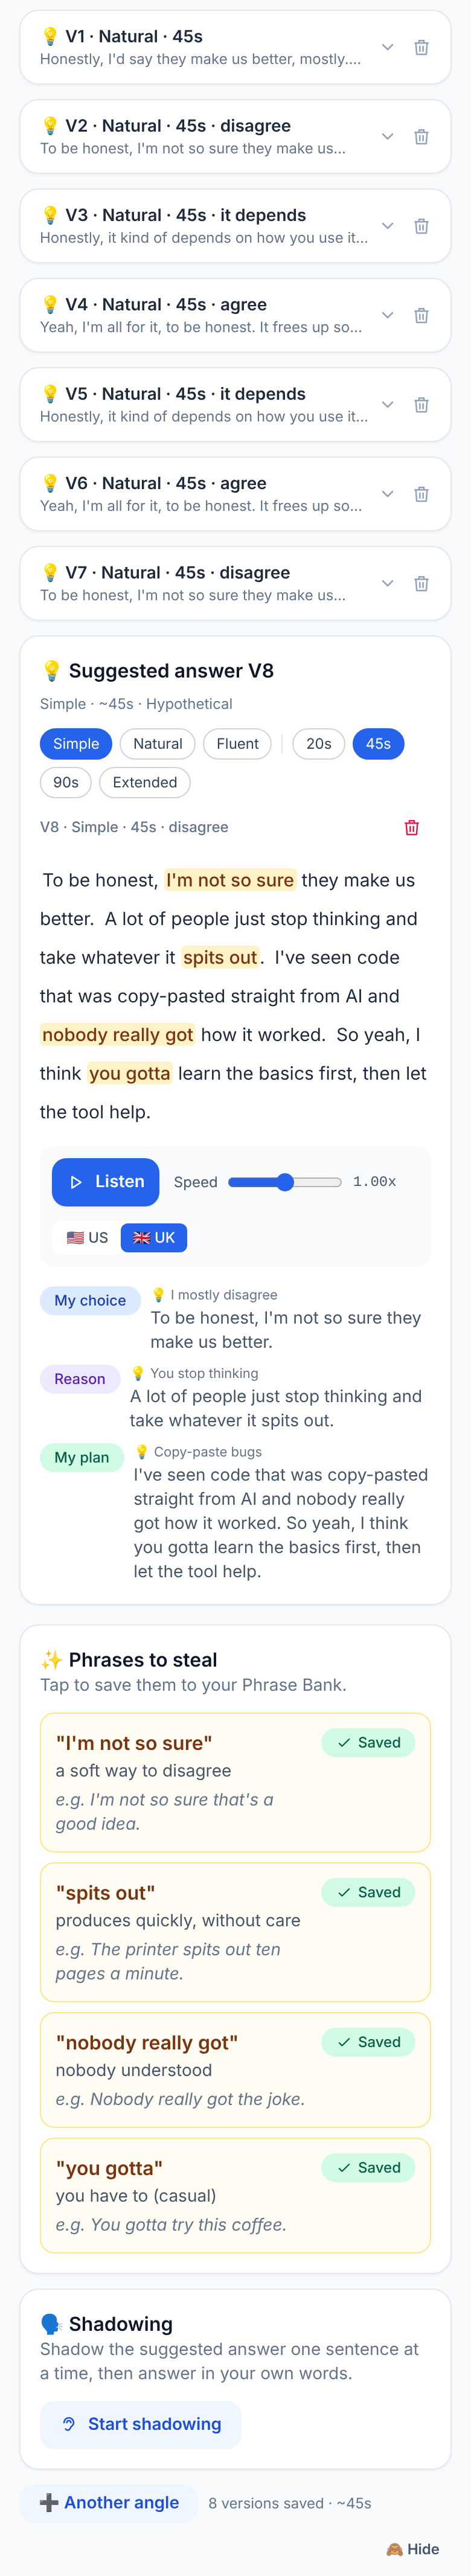 V1 · Natural · 45s
Honestly, I'd say they make us better, mostly....
V2 · Natural · 45s · disagree
To be honest, I'm not so sure they make us...
V3 · Natural · 45s · it depends
Honestly, it kind of depends on how you use it...
V4 · Natural · 45s · agree
Yeah, I'm all for it, to be honest. It frees up so...
V5 · Natural · 45s · it depends
Honestly, it kind of depends on how you use it...
V6 · Natural · 45s · agree
Yeah, I'm all for it, to be honest. It frees up so...
V7 · Natural · 45s · disagree
To be honest, I'm not so sure they make us...
Suggested answer V8
Simple · ~45s · Hypothetical
Simple Natural Fluent 20s 45s
90s Extended
V8 · Simple · 45s · disagree
To be honest, I'm not so sure they make us
better. A lot of people just stop thinking and
take whatever it spits out. I've seen code
that was copy-pasted straight from AI and
nobody really got how it worked. So yeah, I
think you gotta learn the basics first, then let
the tool help.
Listen Speed 1.00x
US UK
My choice I mostly disagree
To be honest, I'm not so sure they
make us better.
Reason You stop thinking
A lot of people just stop thinking and
take whatever it spits out.
My plan Copy-paste bugs
I've seen code that was copy-pasted
straight from AI and nobody really
got how it worked. So yeah, I think
you gotta learn the basics first, then
let the tool help.
Phrases to steal
Tap to save them to your Phrase Bank.
"I'm not so sure" Saved
a soft way to disagree
e.g. I'm not so sure that's a
good idea.
"spits out" Saved
produces quickly, without care
e.g. The printer spits out ten
pages a minute.
"nobody really got" Saved
nobody understood
e.g. Nobody really got the joke.
"you gotta" Saved
you have to (casual)
e.g. You gotta try this coffee.
Shadowing
Shadow the suggested answer one sentence at
a time, then answer in your own words.
Start shadowing
Another angle 8 versions saved · ~45s
Hide